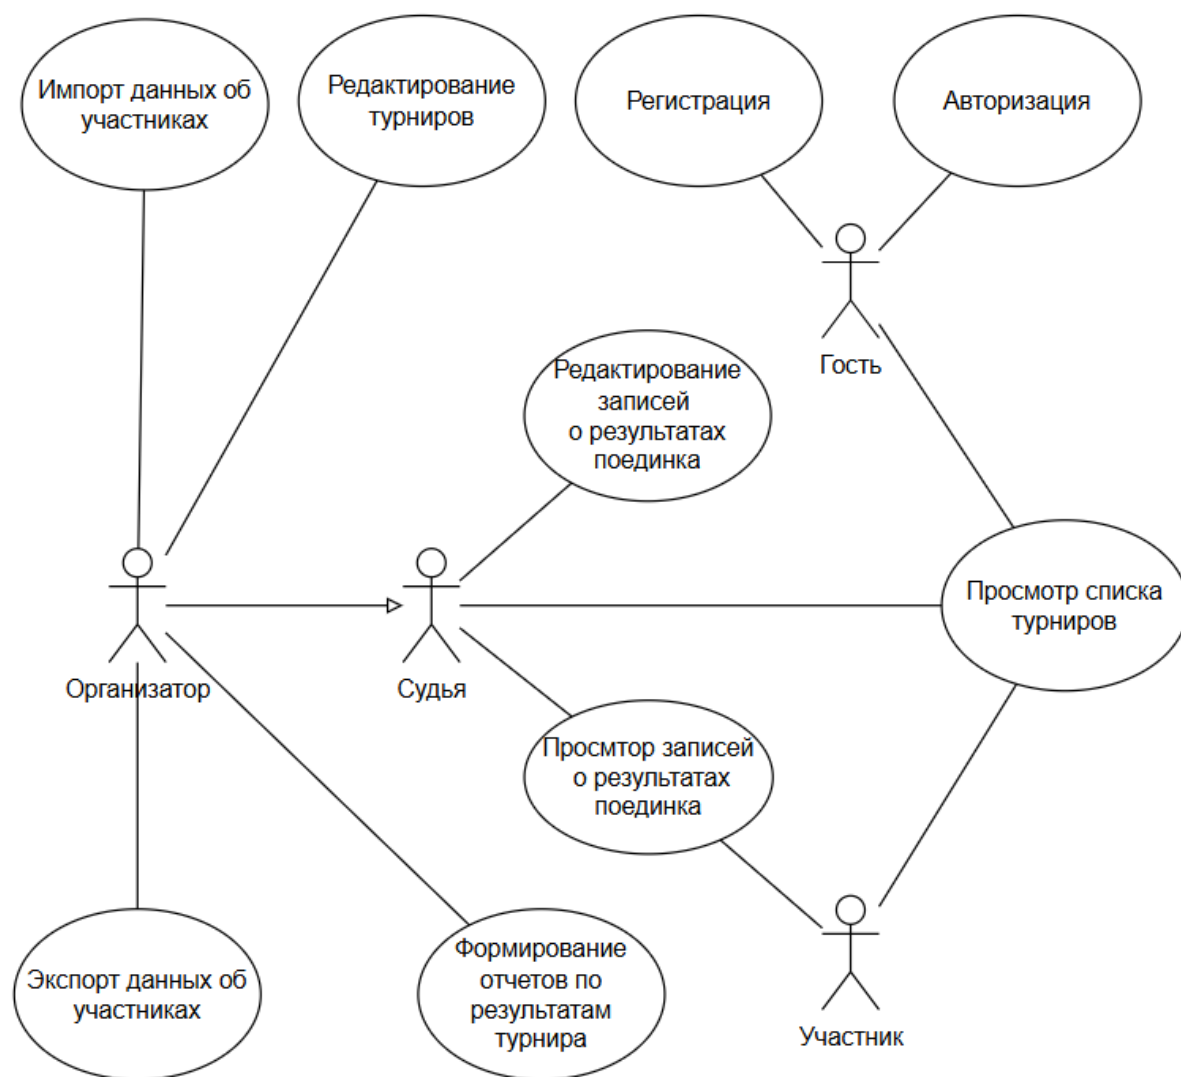 Импорт данных об
участниках
Редактирование
турниров
Регистрация
Авторизация
Гость
Редактирование
записей
о результатах
поединка
Организатор
Судья
Просмотр списка
турниров
Просмтор записей
о результатах
поединка
Экспорт данных об
участниках
Формирование
отчетов по
результатам
турнира
Участник